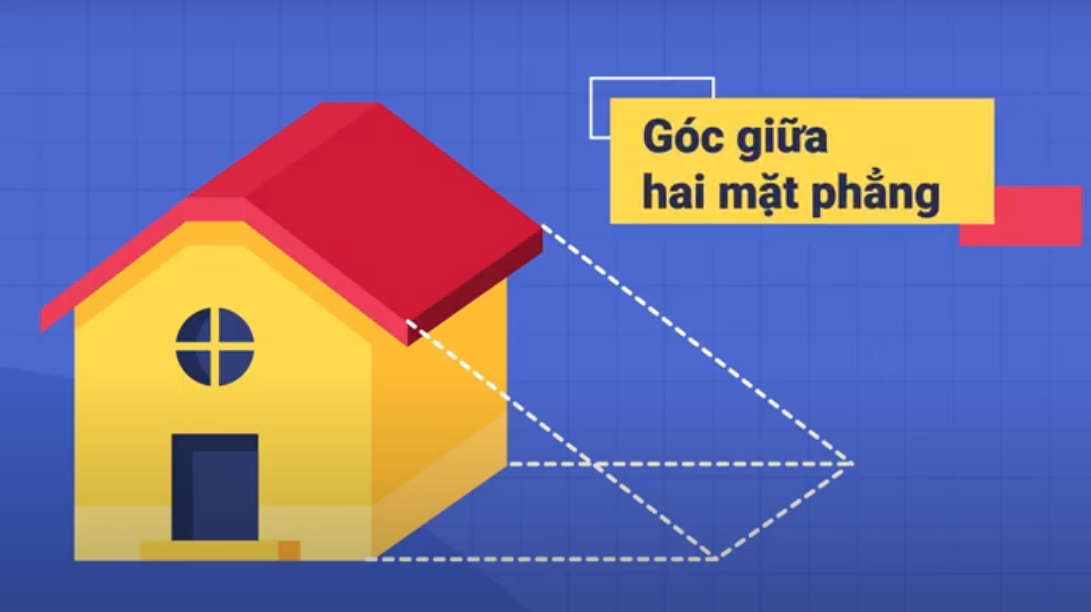 Góc giữa
hai mặt phẳng